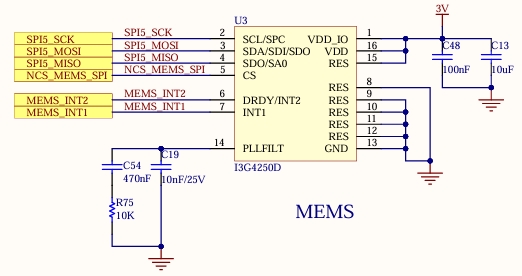 U3
3V
SPI5_SCK SPI5_SCK 2 SCL/SPC VDD_IO 1
SPI5_MOSI SPI5_MOSI 3 SDA/SDI/SDO VDD 16
SPI5_MISO SPI5_MISO 4 SDO/SA0 RES 15
NCS_MEMS_SPI NCS_MEMS_SPI 5 CS
C48 C13
100nF 10uF
RES 8
MEMS_INT2 MEMS_INT2 6 DRDY/INT2 RES 9
MEMS_INT1 MEMS_INT1 7 INT1 RES 10
RES 11
RES 12
14 PLLFILT GND 13
C54 C19
470nF 10nF/25V
I3G4250D
R75
10K
MEMS